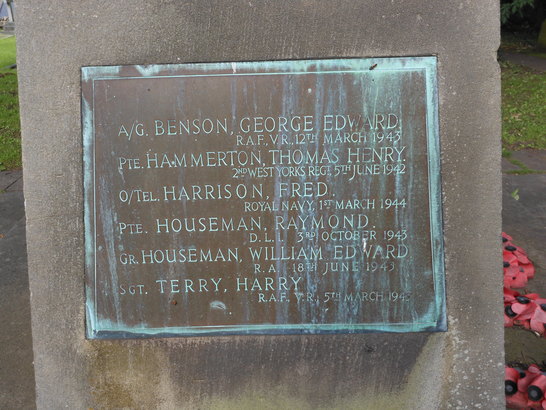 A/G. BENSON, GEORGE EDWARD.
R.A.F.V.R. 12TH MARCH 1943
PTE. HAMMERTON, THOMAS HENRY.
2ND WEST YORKS REGT. 5TH JUNE 1942
O/TEL. HARRISON, FRED.
ROYAL NAVY, 1ST MARCH 1944
PTE. HOUSEMAN, RAYMOND.
D.L.I. 3RD OCTOBER 1943
GR. HOUSEMAN, WILLIAM EDWARD
R.A. 18TH JUNE 1943
SGT. TERRY, HARRY
R.A.F.V.R. 5TH MARCH